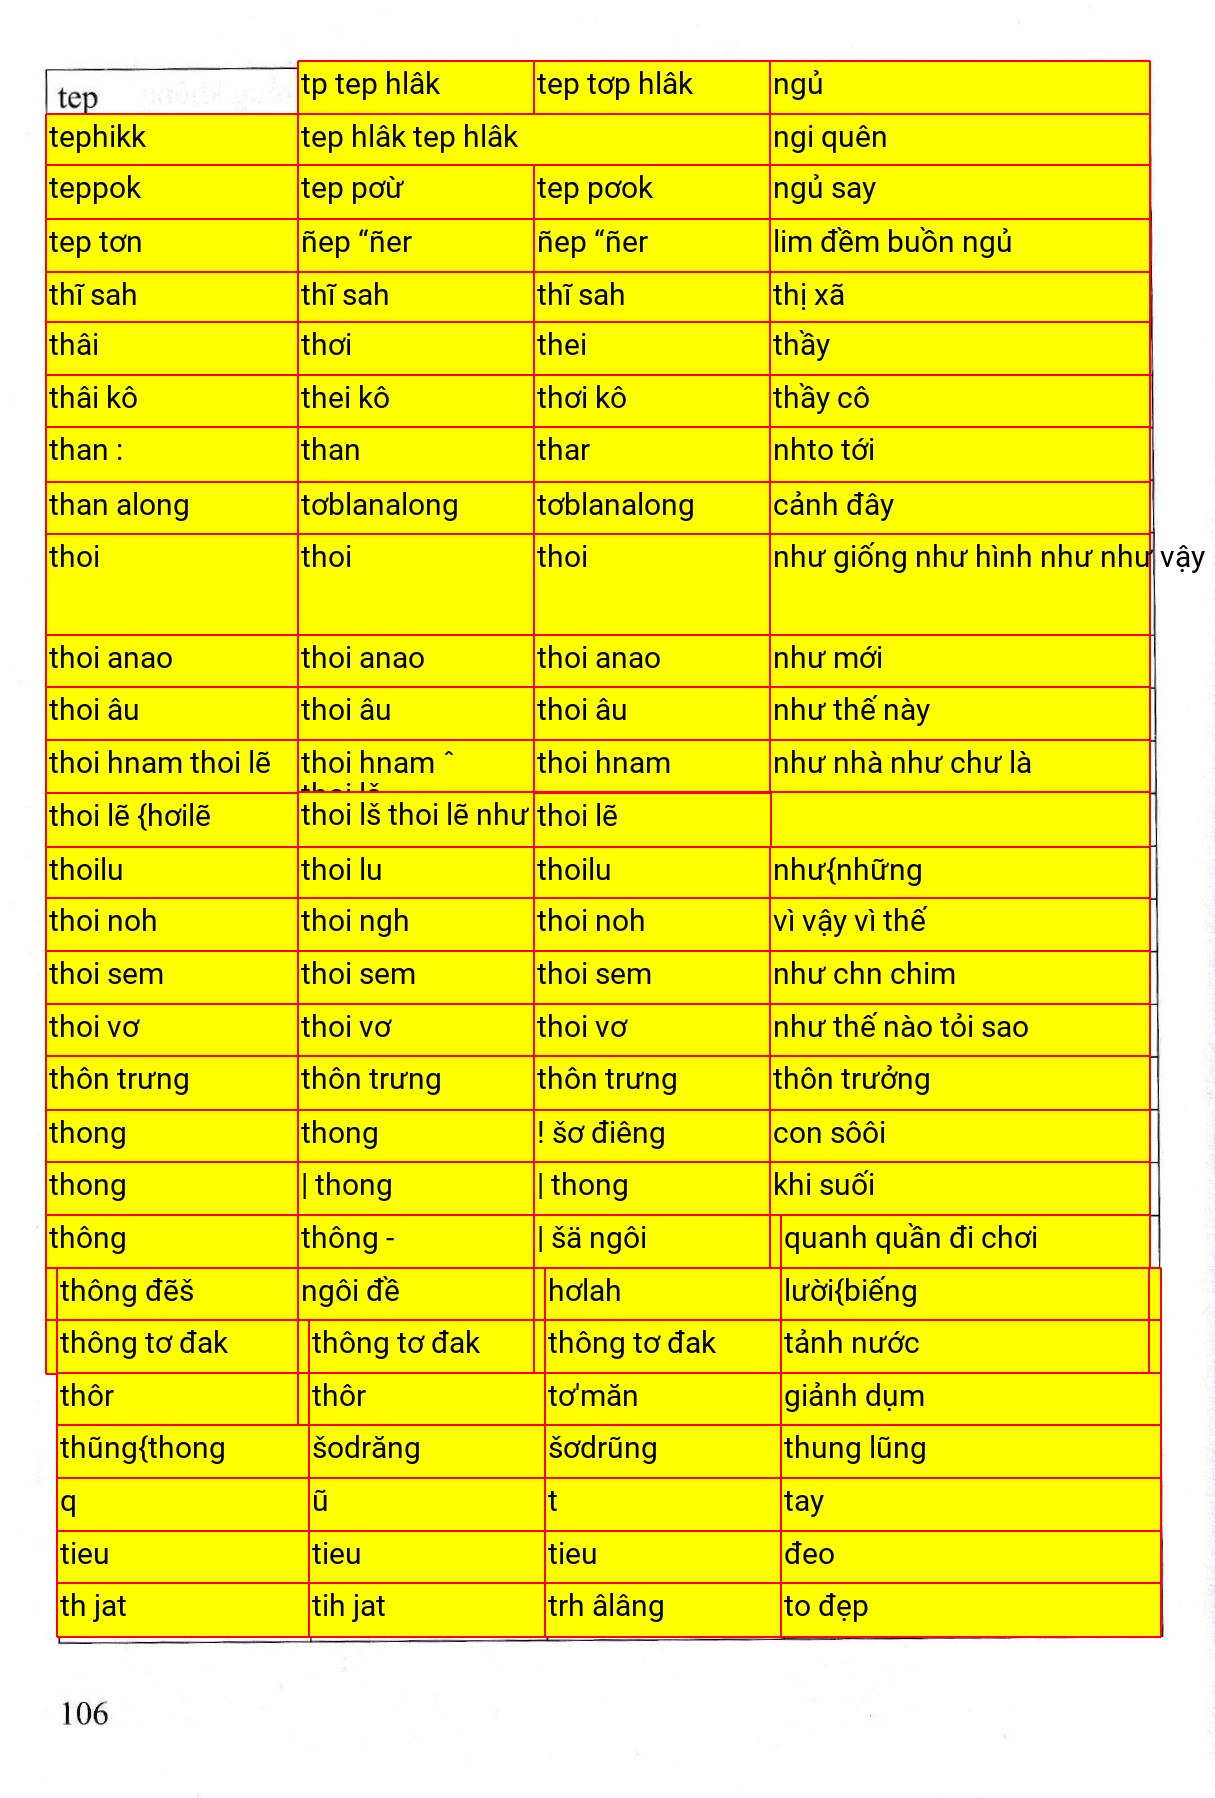 tep tp tep hlâk tep tơp hlâk ngủ
tephikk tep hlâk tep hlâk ngi quên
teppok tep pơừ tep pơok ngủ say
tep tơn ñep “ñer ñep “ñer lim đềm buồn ngủ
thĩ sah thĩ sah thĩ sah thị xã
thâi thơi thei thầy
thâi kô thei kô thơi kô thầy cô
than : than thar nhto tới
than along tơblanalong tơblanalong cảnh đây
thoi thoi thoi như giống như hình như như vậy
thoi anao thoi anao thoi anao như mới
thoi âu thoi âu thoi âu như thế này
thoi hnam thoi lẽ thoi hnam ˆ thoi hnam như nhà như chư là
thoi lẽ {hơilẽ thoi lš thoi lẽ như thoi lẽ
thoilu thoi lu thoilu như{những
thoi noh thoi ngh thoi noh vì vậy vì thế
thoi sem thoi sem thoi sem như chn chim
thoi vơ thoi vơ thoi vơ như thế nào tỏi sao
thôn trưng thôn trưng thôn trưng thôn trưởng
thong thong ! šơ điêng con sôôi
thong | thong | thong khi suối
thông thông - | šä ngôi quanh quần đi chơi
thông đẽš ngôi đề hơlah lười{biếng
thông tơ đak thông tơ đak thông tơ đak tảnh nước
thôr thôr tơ'măn giảnh dụm
thũng{thong šodrăng šơdrũng thung lũng
q ũ t tay
tieu tieu tieu đeo
th jat tih jat trh âlâng to đẹp
106